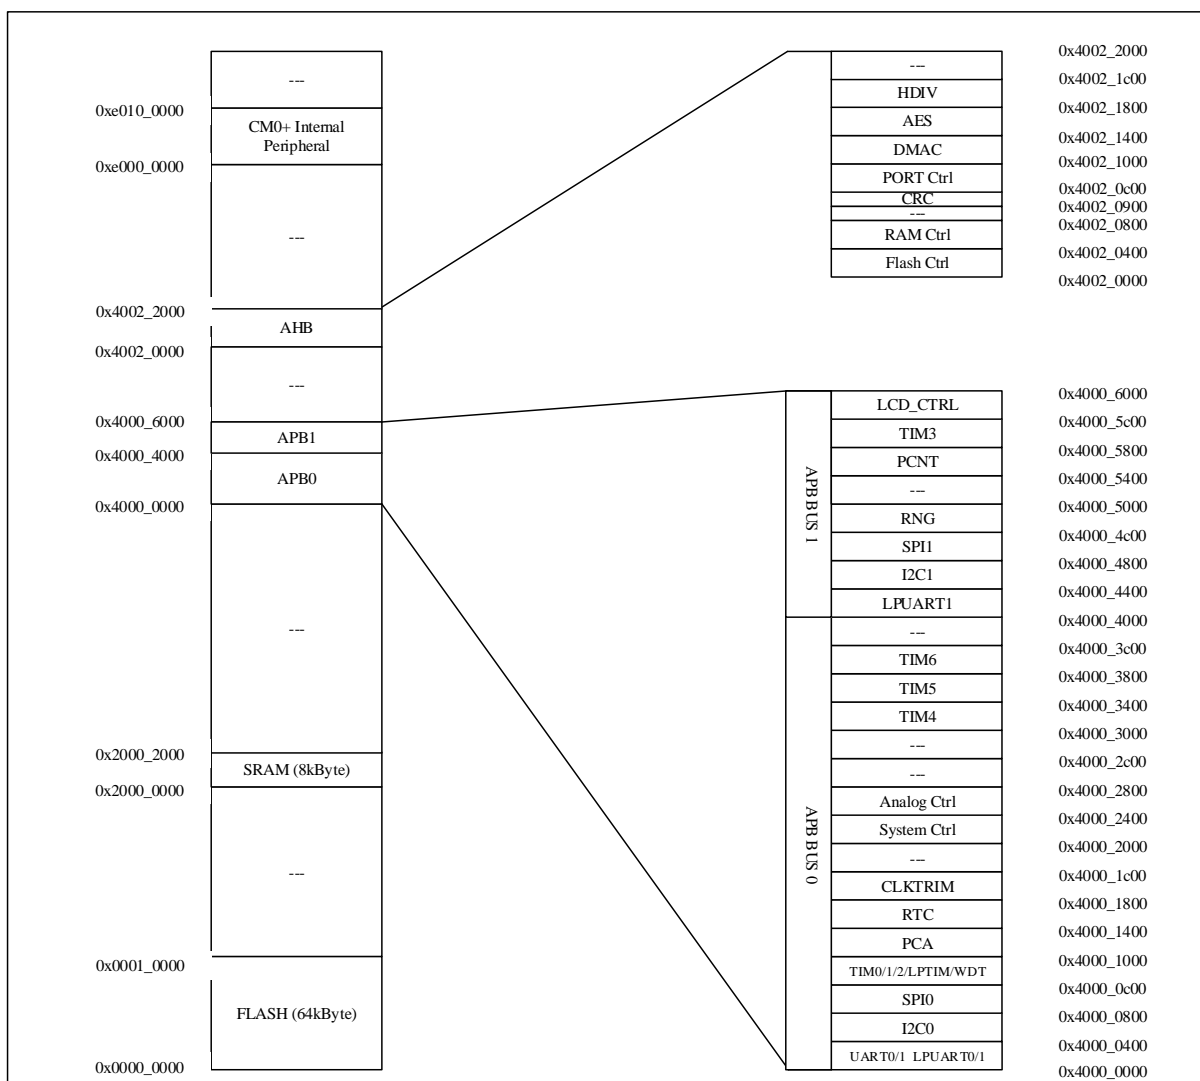 ---
0xe010_0000
CM0+ Internal
Peripheral
0xe000_0000
---
0x4002_2000
AHB
0x4002_0000
---
0x4000_6000
APB1
0x4000_4000
APB0
0x4000_0000
---
0x2000_2000
SRAM (8kByte)
0x2000_0000
---
0x0001_0000
FLASH (64kByte)
0x0000_0000
0x4002_2000
---
0x4002_1c00
HDIV
0x4002_1800
AES
0x4002_1400
DMAC
0x4002_1000
PORT Ctrl
0x4002_0c00
CRC
0x4002_0900
---
0x4002_0800
RAM Ctrl
0x4002_0400
Flash Ctrl
0x4002_0000
APB BUS 1
0x4000_6000
LCD_CTRL
0x4000_5c00
TIM3
0x4000_5800
PCNT
0x4000_5400
---
0x4000_5000
RNG
0x4000_4c00
SPI1
0x4000_4800
I2C1
0x4000_4400
LPUART1
0x4000_4000
APB BUS 0
---
0x4000_3c00
TIM6
0x4000_3800
TIM5
0x4000_3400
TIM4
0x4000_3000
---
0x4000_2c00
---
0x4000_2800
Analog Ctrl
0x4000_2400
System Ctrl
0x4000_2000
---
0x4000_1c00
CLKTRIM
0x4000_1800
RTC
0x4000_1400
PCA
0x4000_1000
TIM0/1/2/LPTIM/WDT
0x4000_0c00
SPI0
0x4000_0800
I2C0
0x4000_0400
UART0/1 LPUART0/1
0x4000_0000